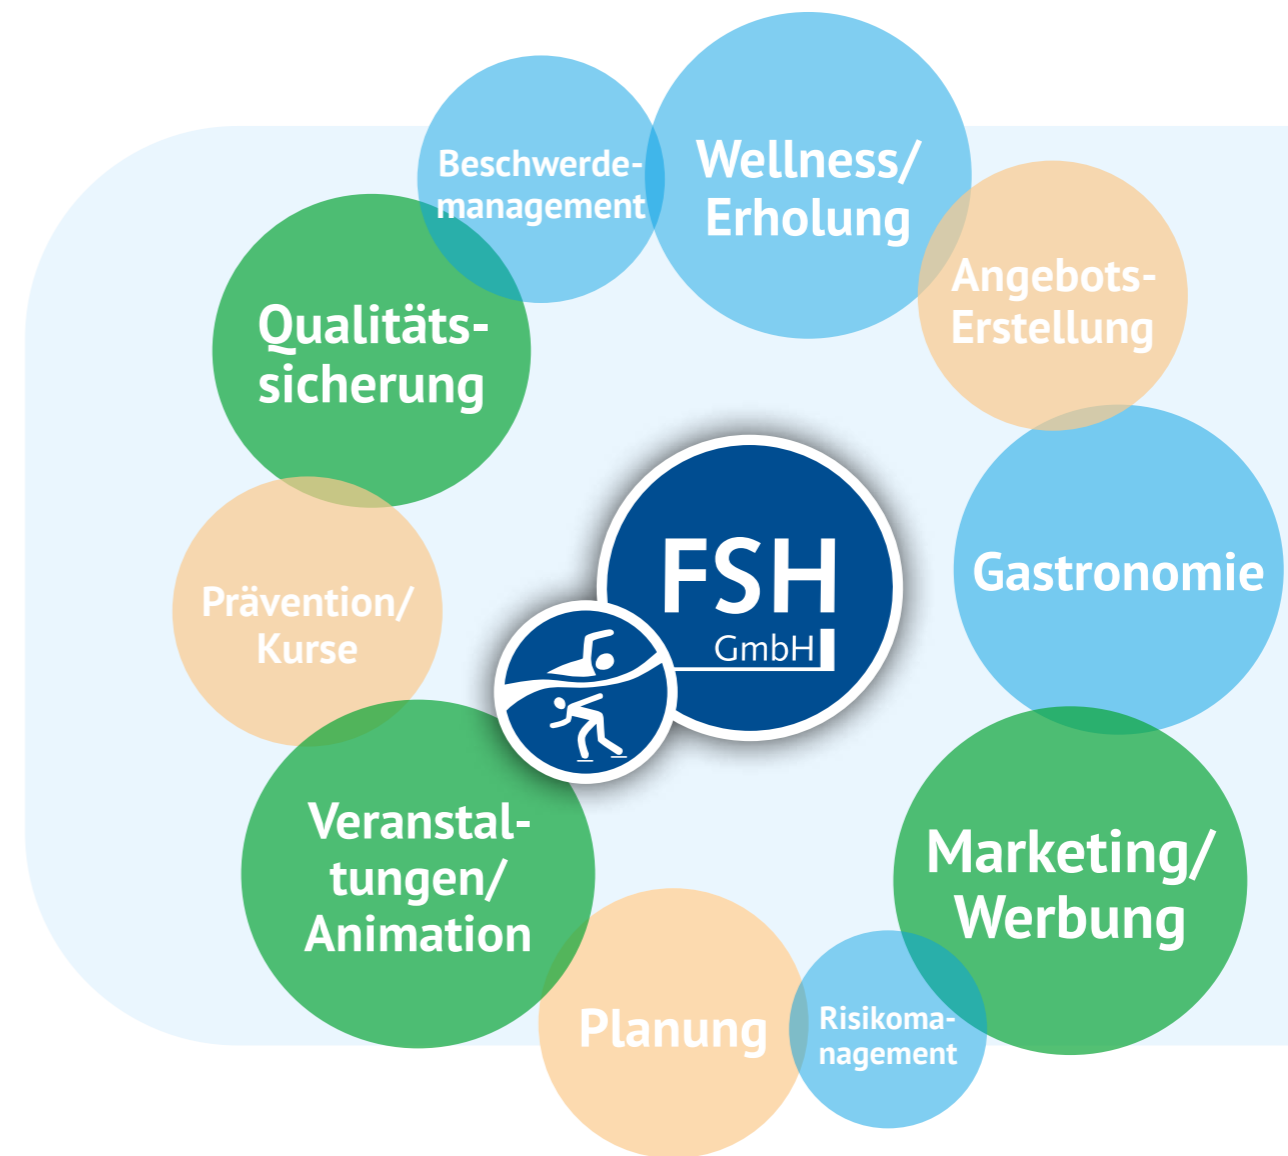 Beschwerde-
management
Wellness/
Erholung
Angebots-
Erstellung
Qualitäts-
sicherung
Gastronomie
FSH
GmbH
Prävention/
Kurse
Veranstal-
tungen/
Animation
Marketing/
Werbung
Planung
Risikoma-
nagement